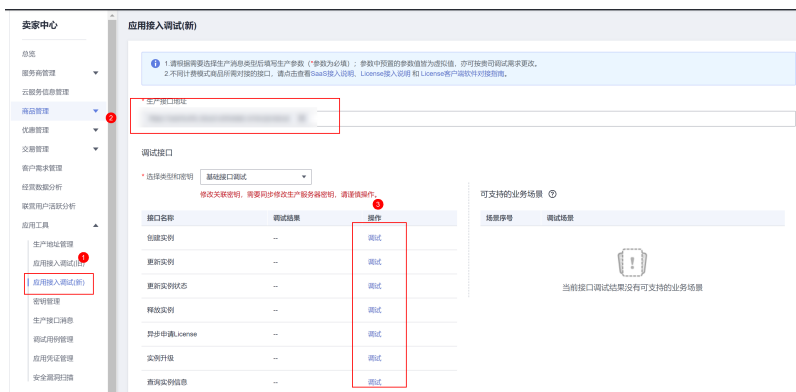 卖家中心
应用接入调试(新)
总览
服务商管理
云服务信息管理
商品管理
优惠管理
交易管理
客户需求管理
经营数据分析
联营用户活跃分析
应用工具
生产地址管理
应用接入调试(旧)
应用接入调试(新)
密钥管理
生产接口消息
调试用例管理
应用凭证管理
安全漏洞扫描
1
2
1.请根据需要选择生产消息类型后填写生产参数（*参数为必填）；参数中预置的参数值皆为虚拟值，亦可按贵司调试需求更改。
2.不同计费模式商品所需对接的接口，请点击查看SaaS接入说明、License接入说明 和 License客户端软件对接指南。
* 生产接口地址
调试接口
* 选择类型和密钥 基础接口调试
修改关联密钥，需要同步修改生产服务器密钥，请谨慎操作。
3
接口名称 调试结果 操作
创建实例 -- 调试
更新实例 -- 调试
更新实例状态 -- 调试
释放实例 -- 调试
异步申请License -- 调试
实例升级 -- 调试
查询实例信息 -- 调试
可支持的业务场景
场景序号 调试场景
当前接口调试结果没有可支持的业务场景